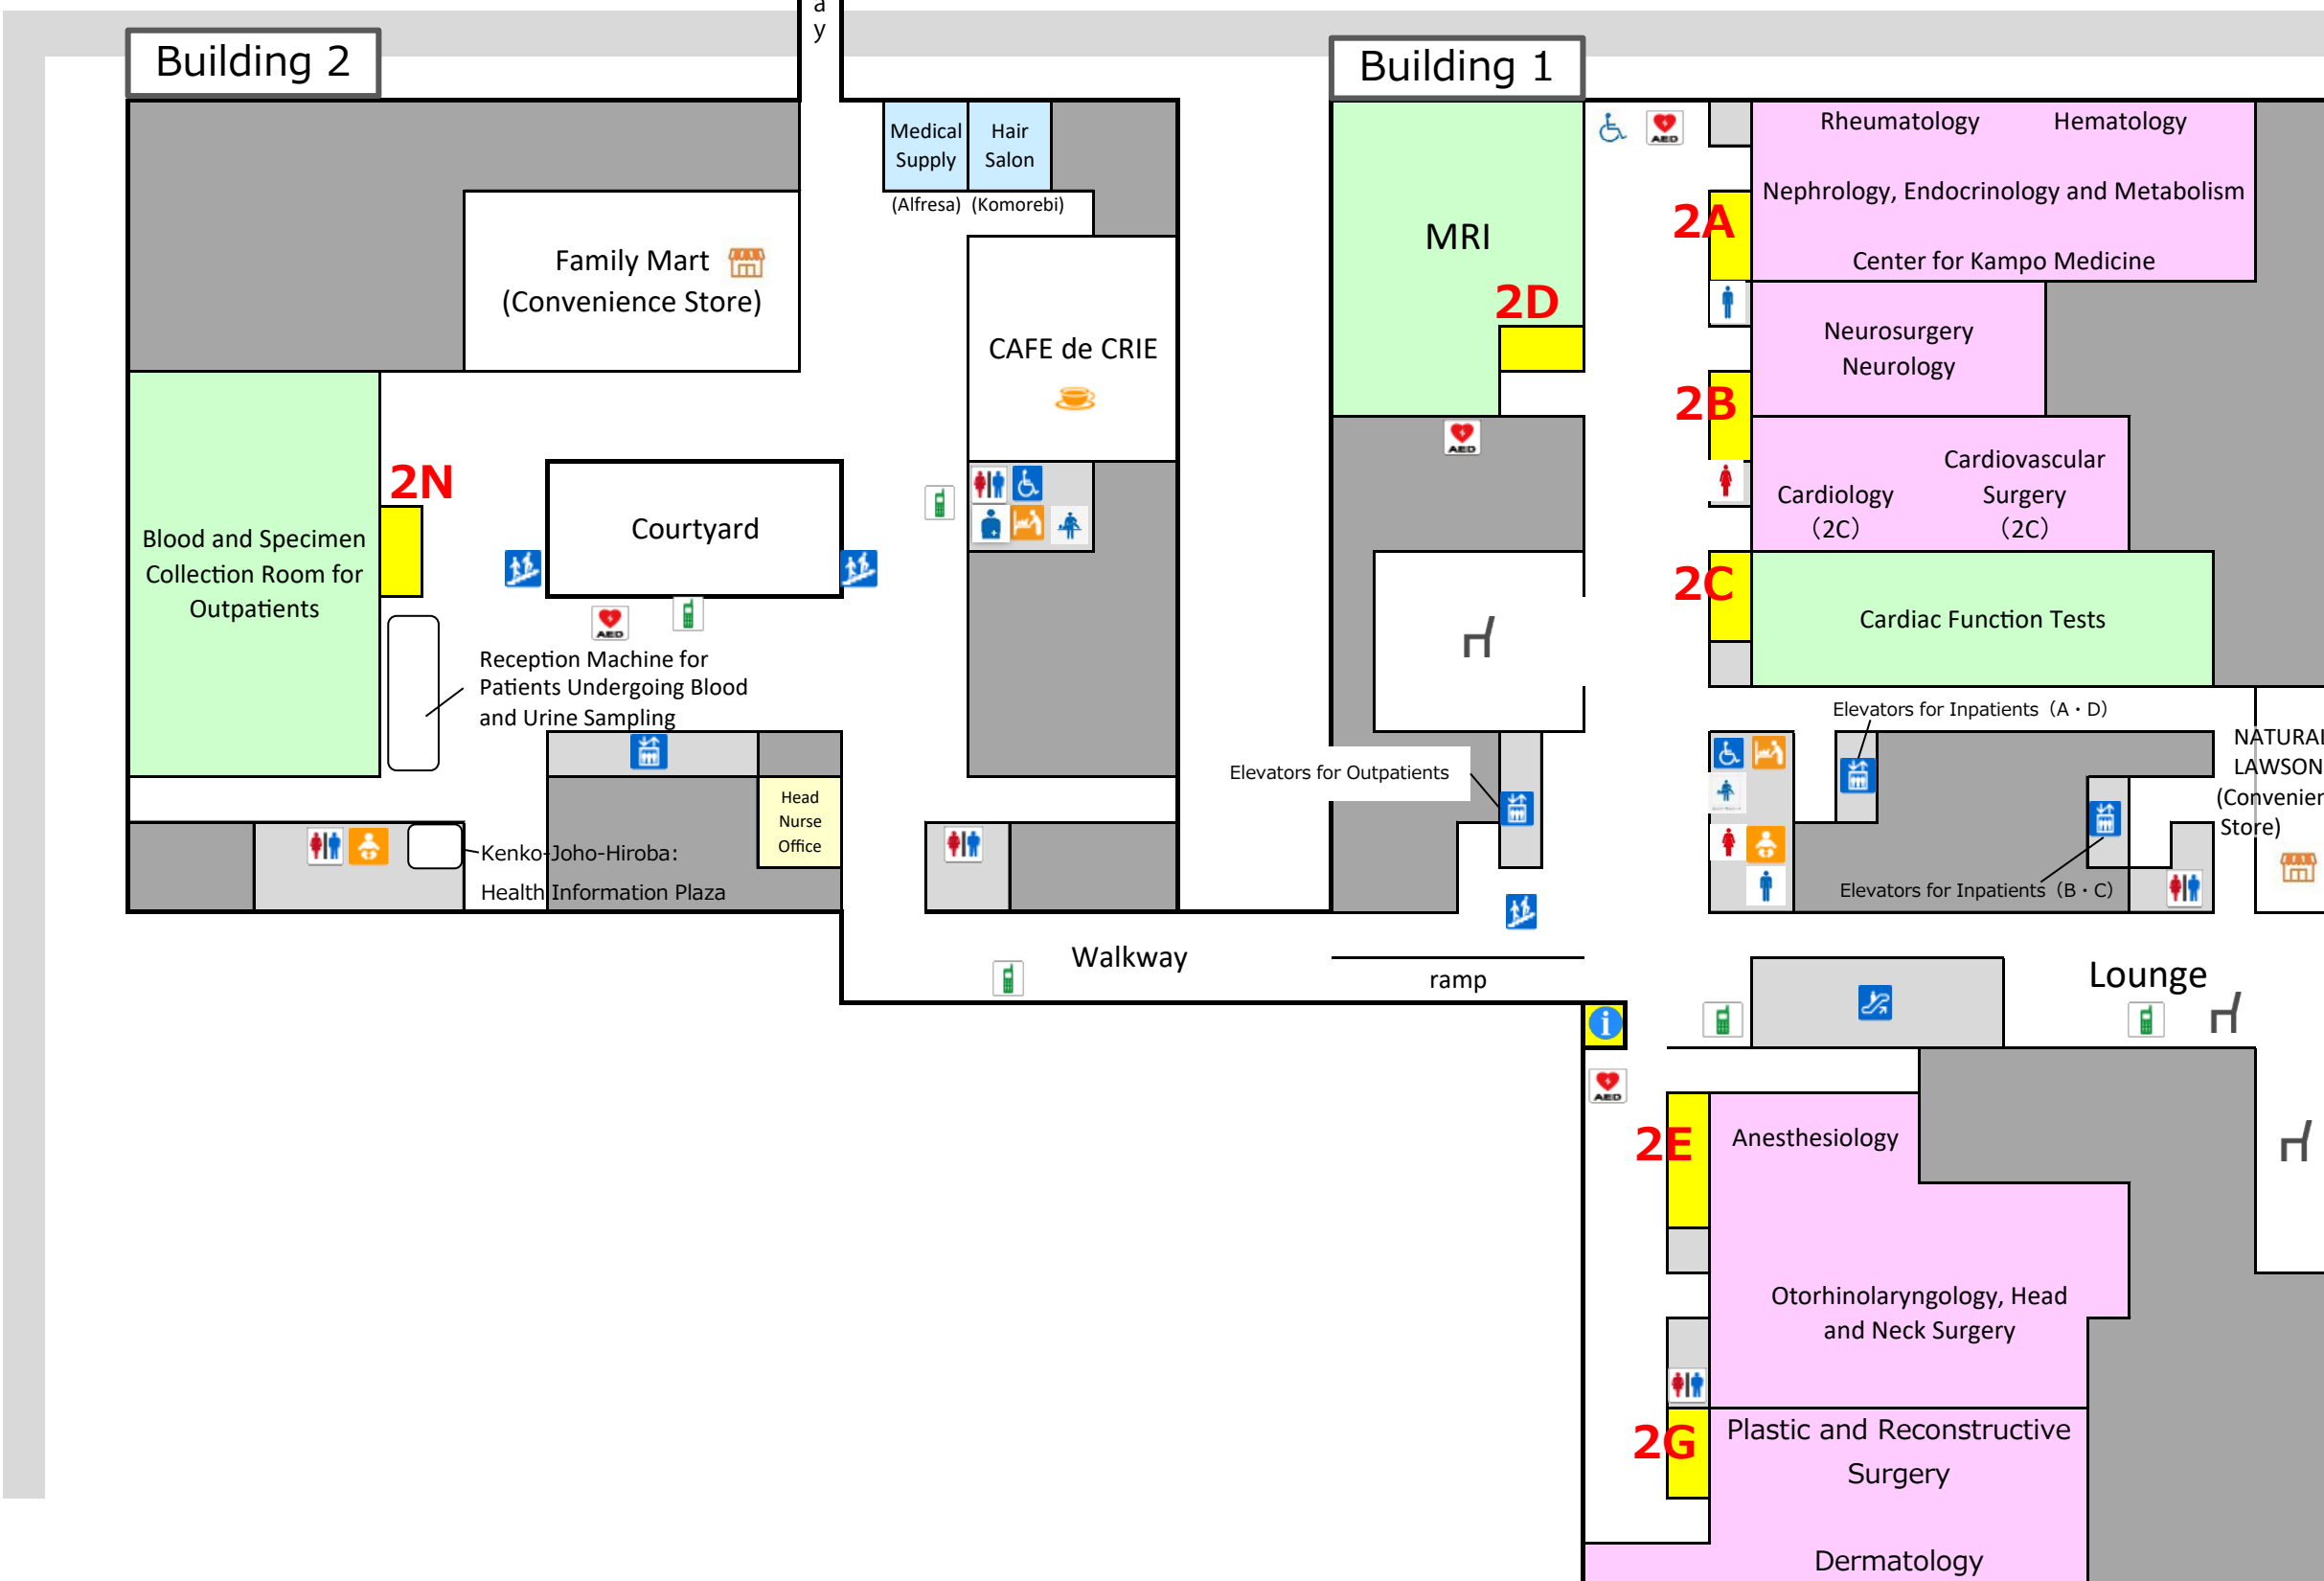 a
y
Building 2
Building 1
Medical
Supply
(Alfresa)
Hair
Salon
(Komorebi)
Family Mart
(Convenience Store)
CAFE de CRIE
2N
Blood and Specimen
Collection Room for
Outpatients
Courtyard
AED
Reception Machine for
Patients Undergoing Blood
and Urine Sampling
Head
Nurse
Office
Kenko-Joho-Hiroba:
Health Information Plaza
Walkway
MRI
2D
AED
AED
Elevators for Outpatients
ramp
2A
Rheumatology Hematology
Nephrology, Endocrinology and Metabolism
Center for Kampo Medicine
Neurosurgery
Neurology
2B
Cardiology
(2C)
Cardiovascular
Surgery
(2C)
2C
Cardiac Function Tests
Elevators for Inpatients（A・D）
Elevators for Inpatients（B・C）
NATURAL
LAWSON
(Convenien
Store)
Lounge
i
AED
2E
Anesthesiology
Otorhinolaryngology, Head
and Neck Surgery
2G
Plastic and Reconstructive
Surgery
Dermatology